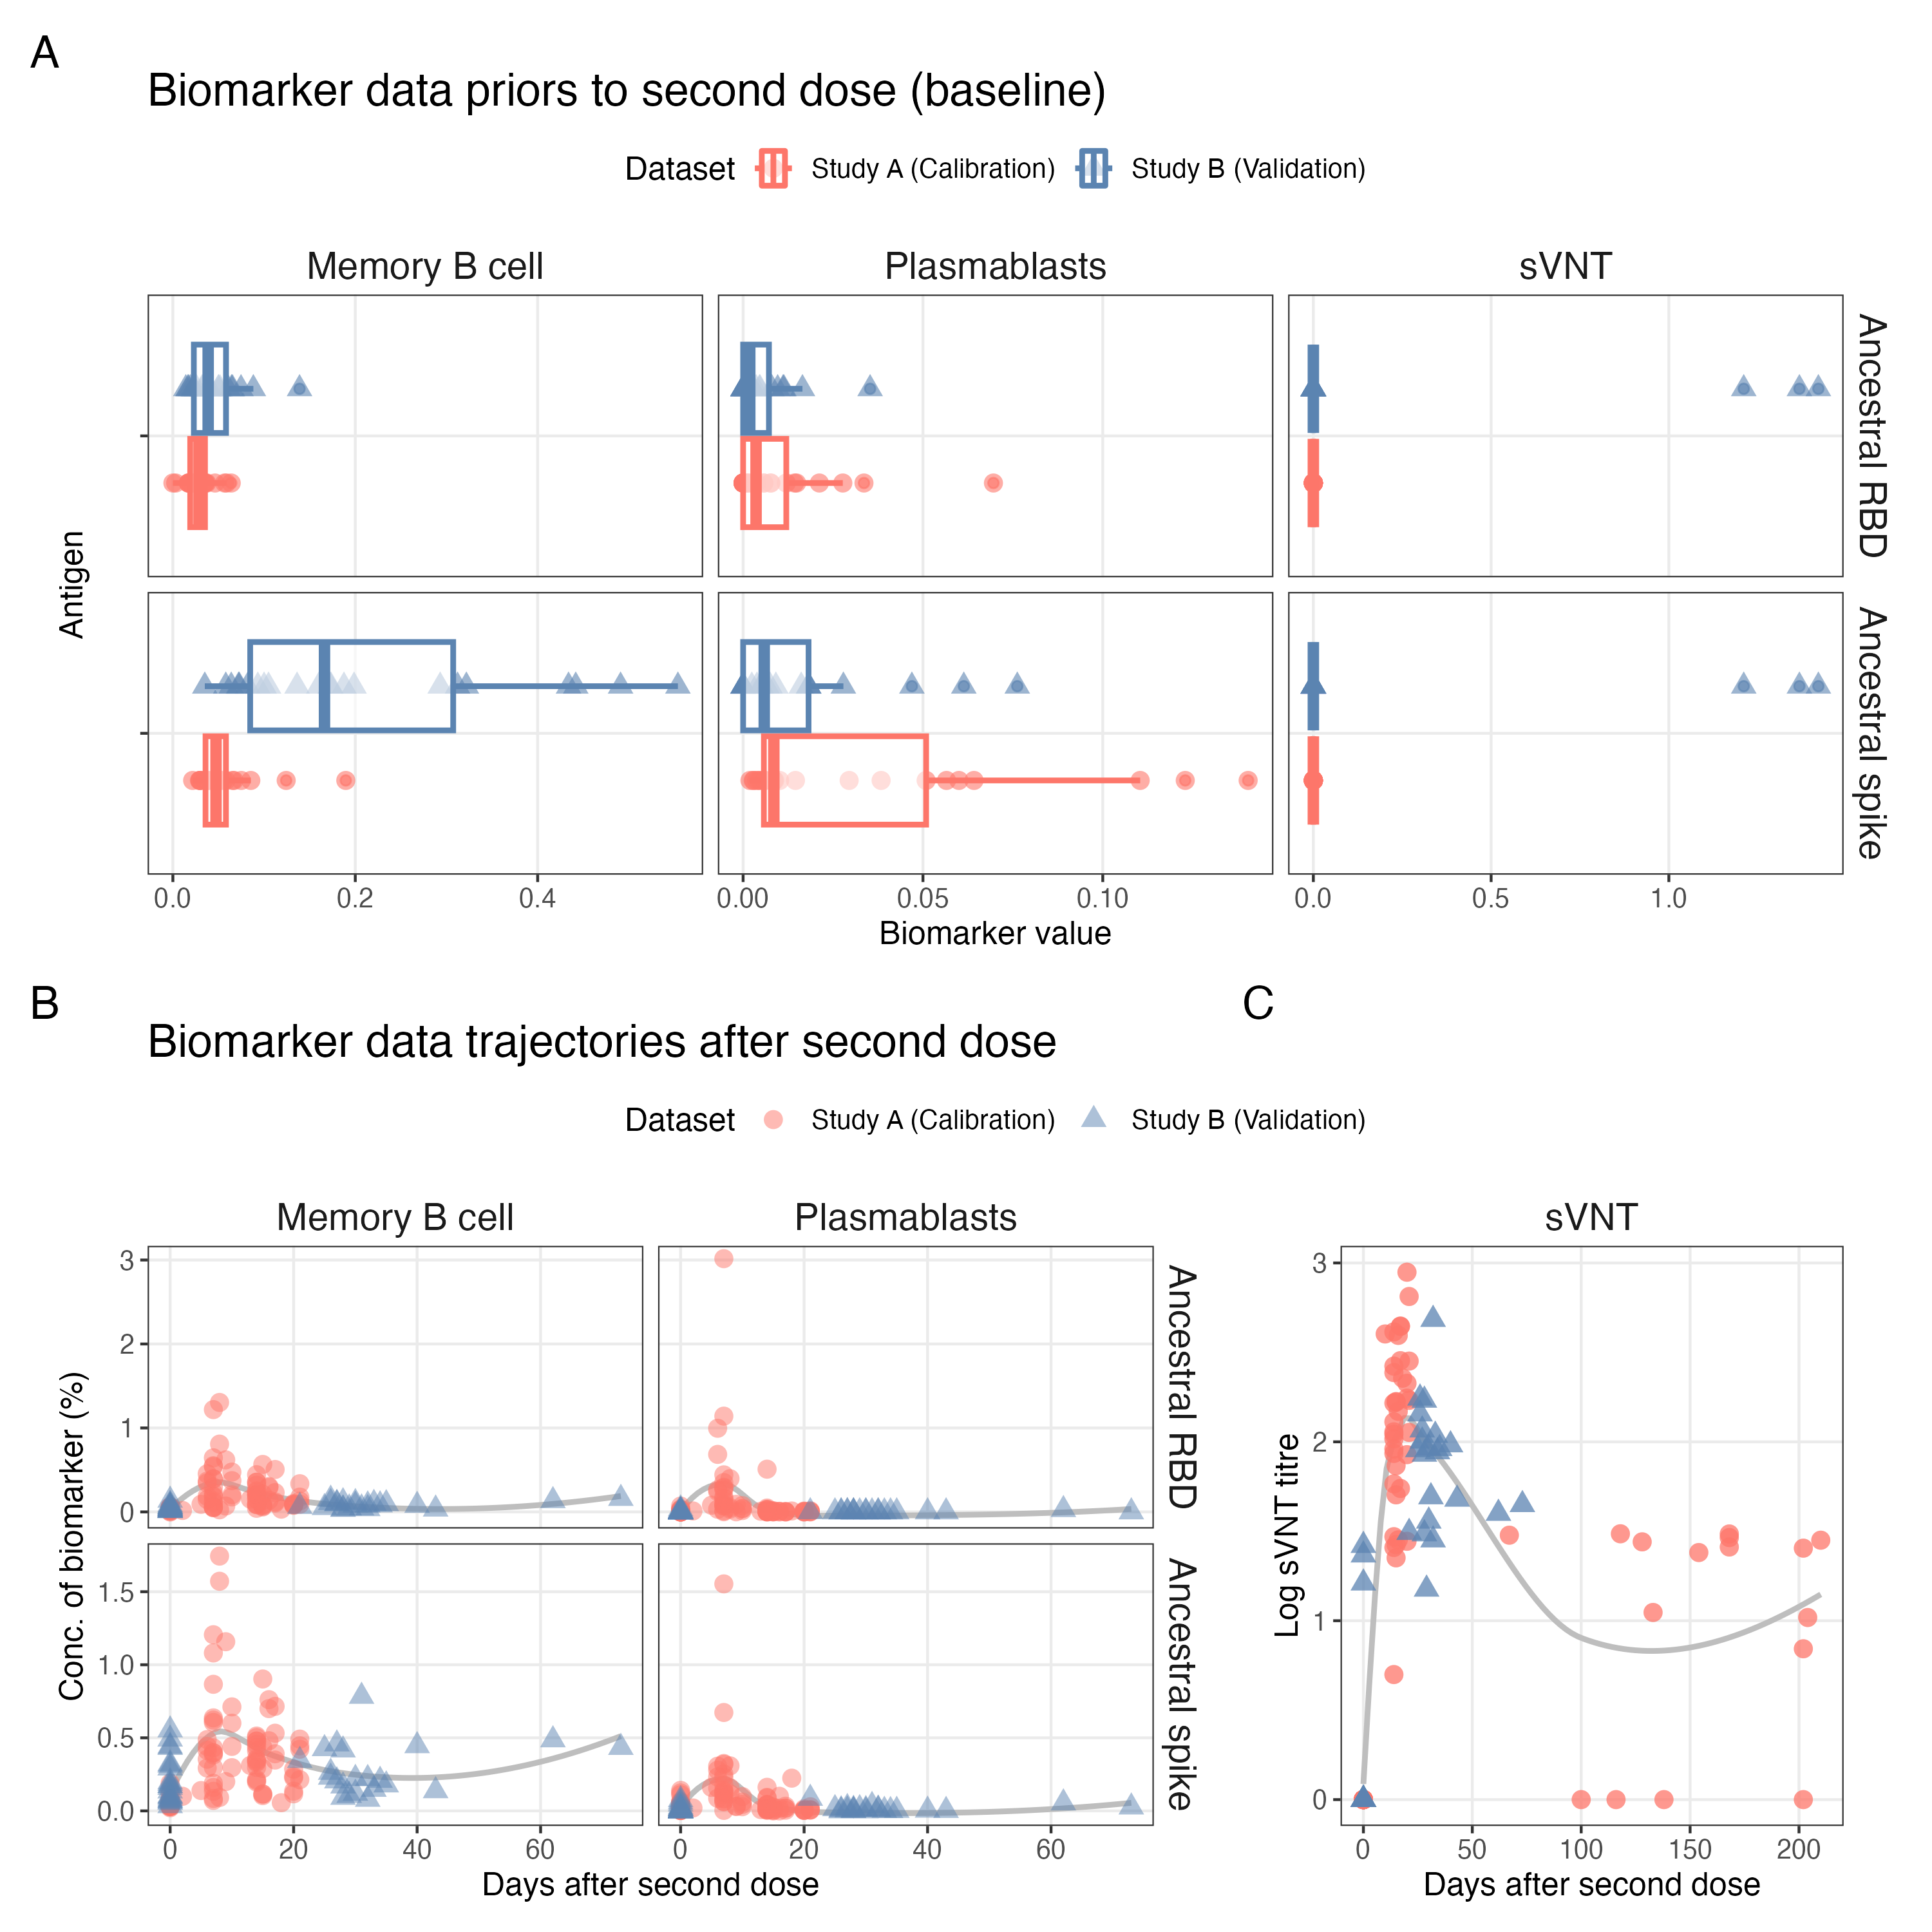 A
Biomarker data priors to second dose (baseline)
Dataset Study A (Calibration) Study B (Validation)
Memory B cell Plasmablasts sVNT
Ancestral RBD
Ancestral spike
Antigen
0.0 0.2 0.4 0.00 0.05 0.10 0.0 0.5 1.0
Biomarker value
B C
Biomarker data trajectories after second dose
Dataset Study A (Calibration) Study B (Validation)
Memory B cell Plasmablasts sVNT
Conc. of biomarker (%)
3
2
1
0
1.5
1.0
0.5
0.0
Ancestral RBD
Ancestral spike
Log sVNT titre
3
2
1
0
0 20 40 60 0 20 40 60 0 50 100 150 200
Days after second dose Days after second dose